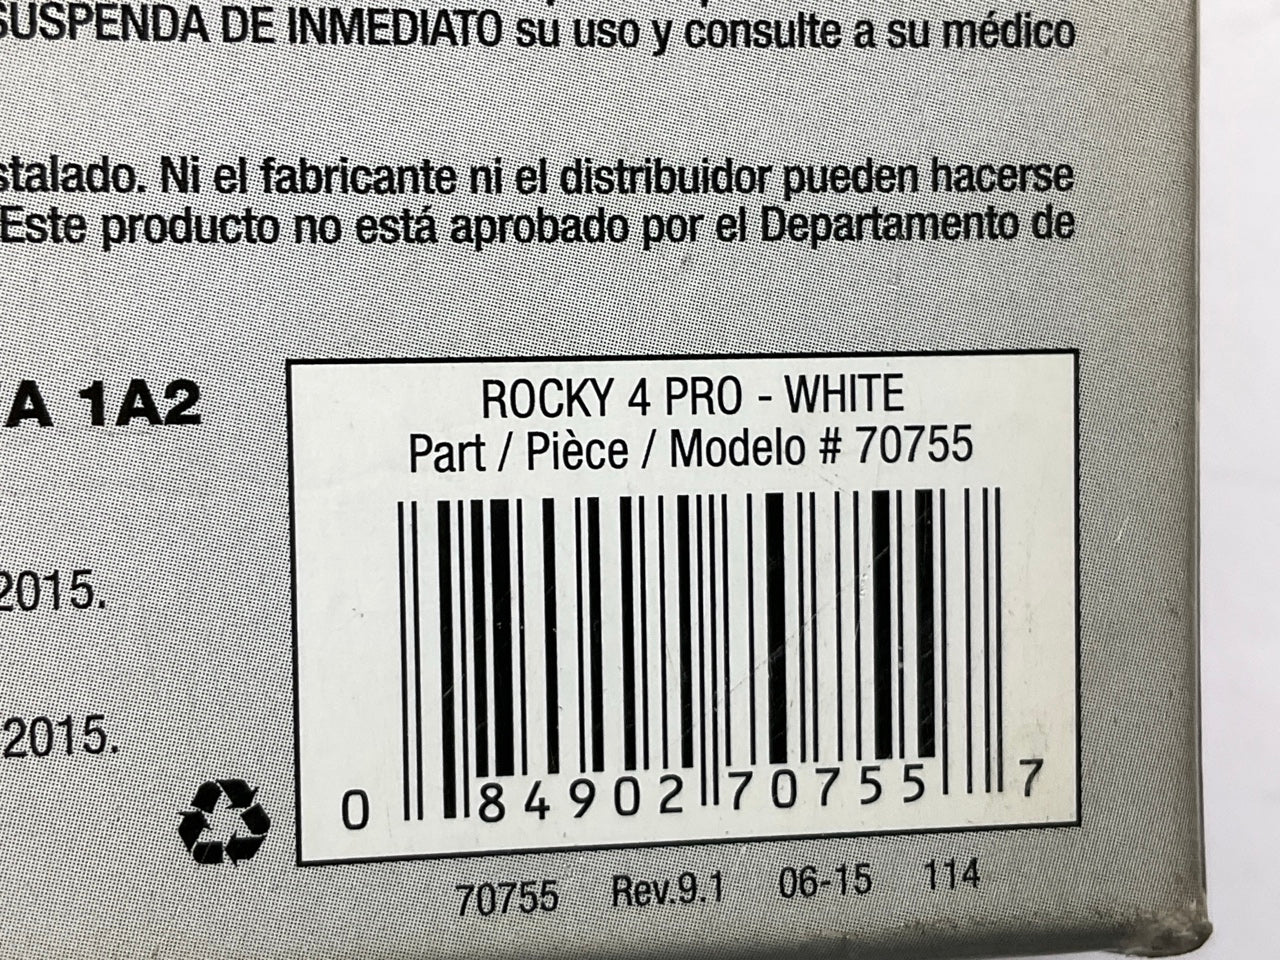 SUSPENDA DE INMEDIATO su uso y consulte a su médico
stalado. Ni el fabricante ni el distribuidor pueden hacerse
Este producto no está aprobado por el Departamento de
A 1A2
2015.
2015.
ROCKY 4 PRO - WHITE
Part / Pièce / Modelo # 70755
0 84902 70755 7
70755 Rev.9.1 06-15 114